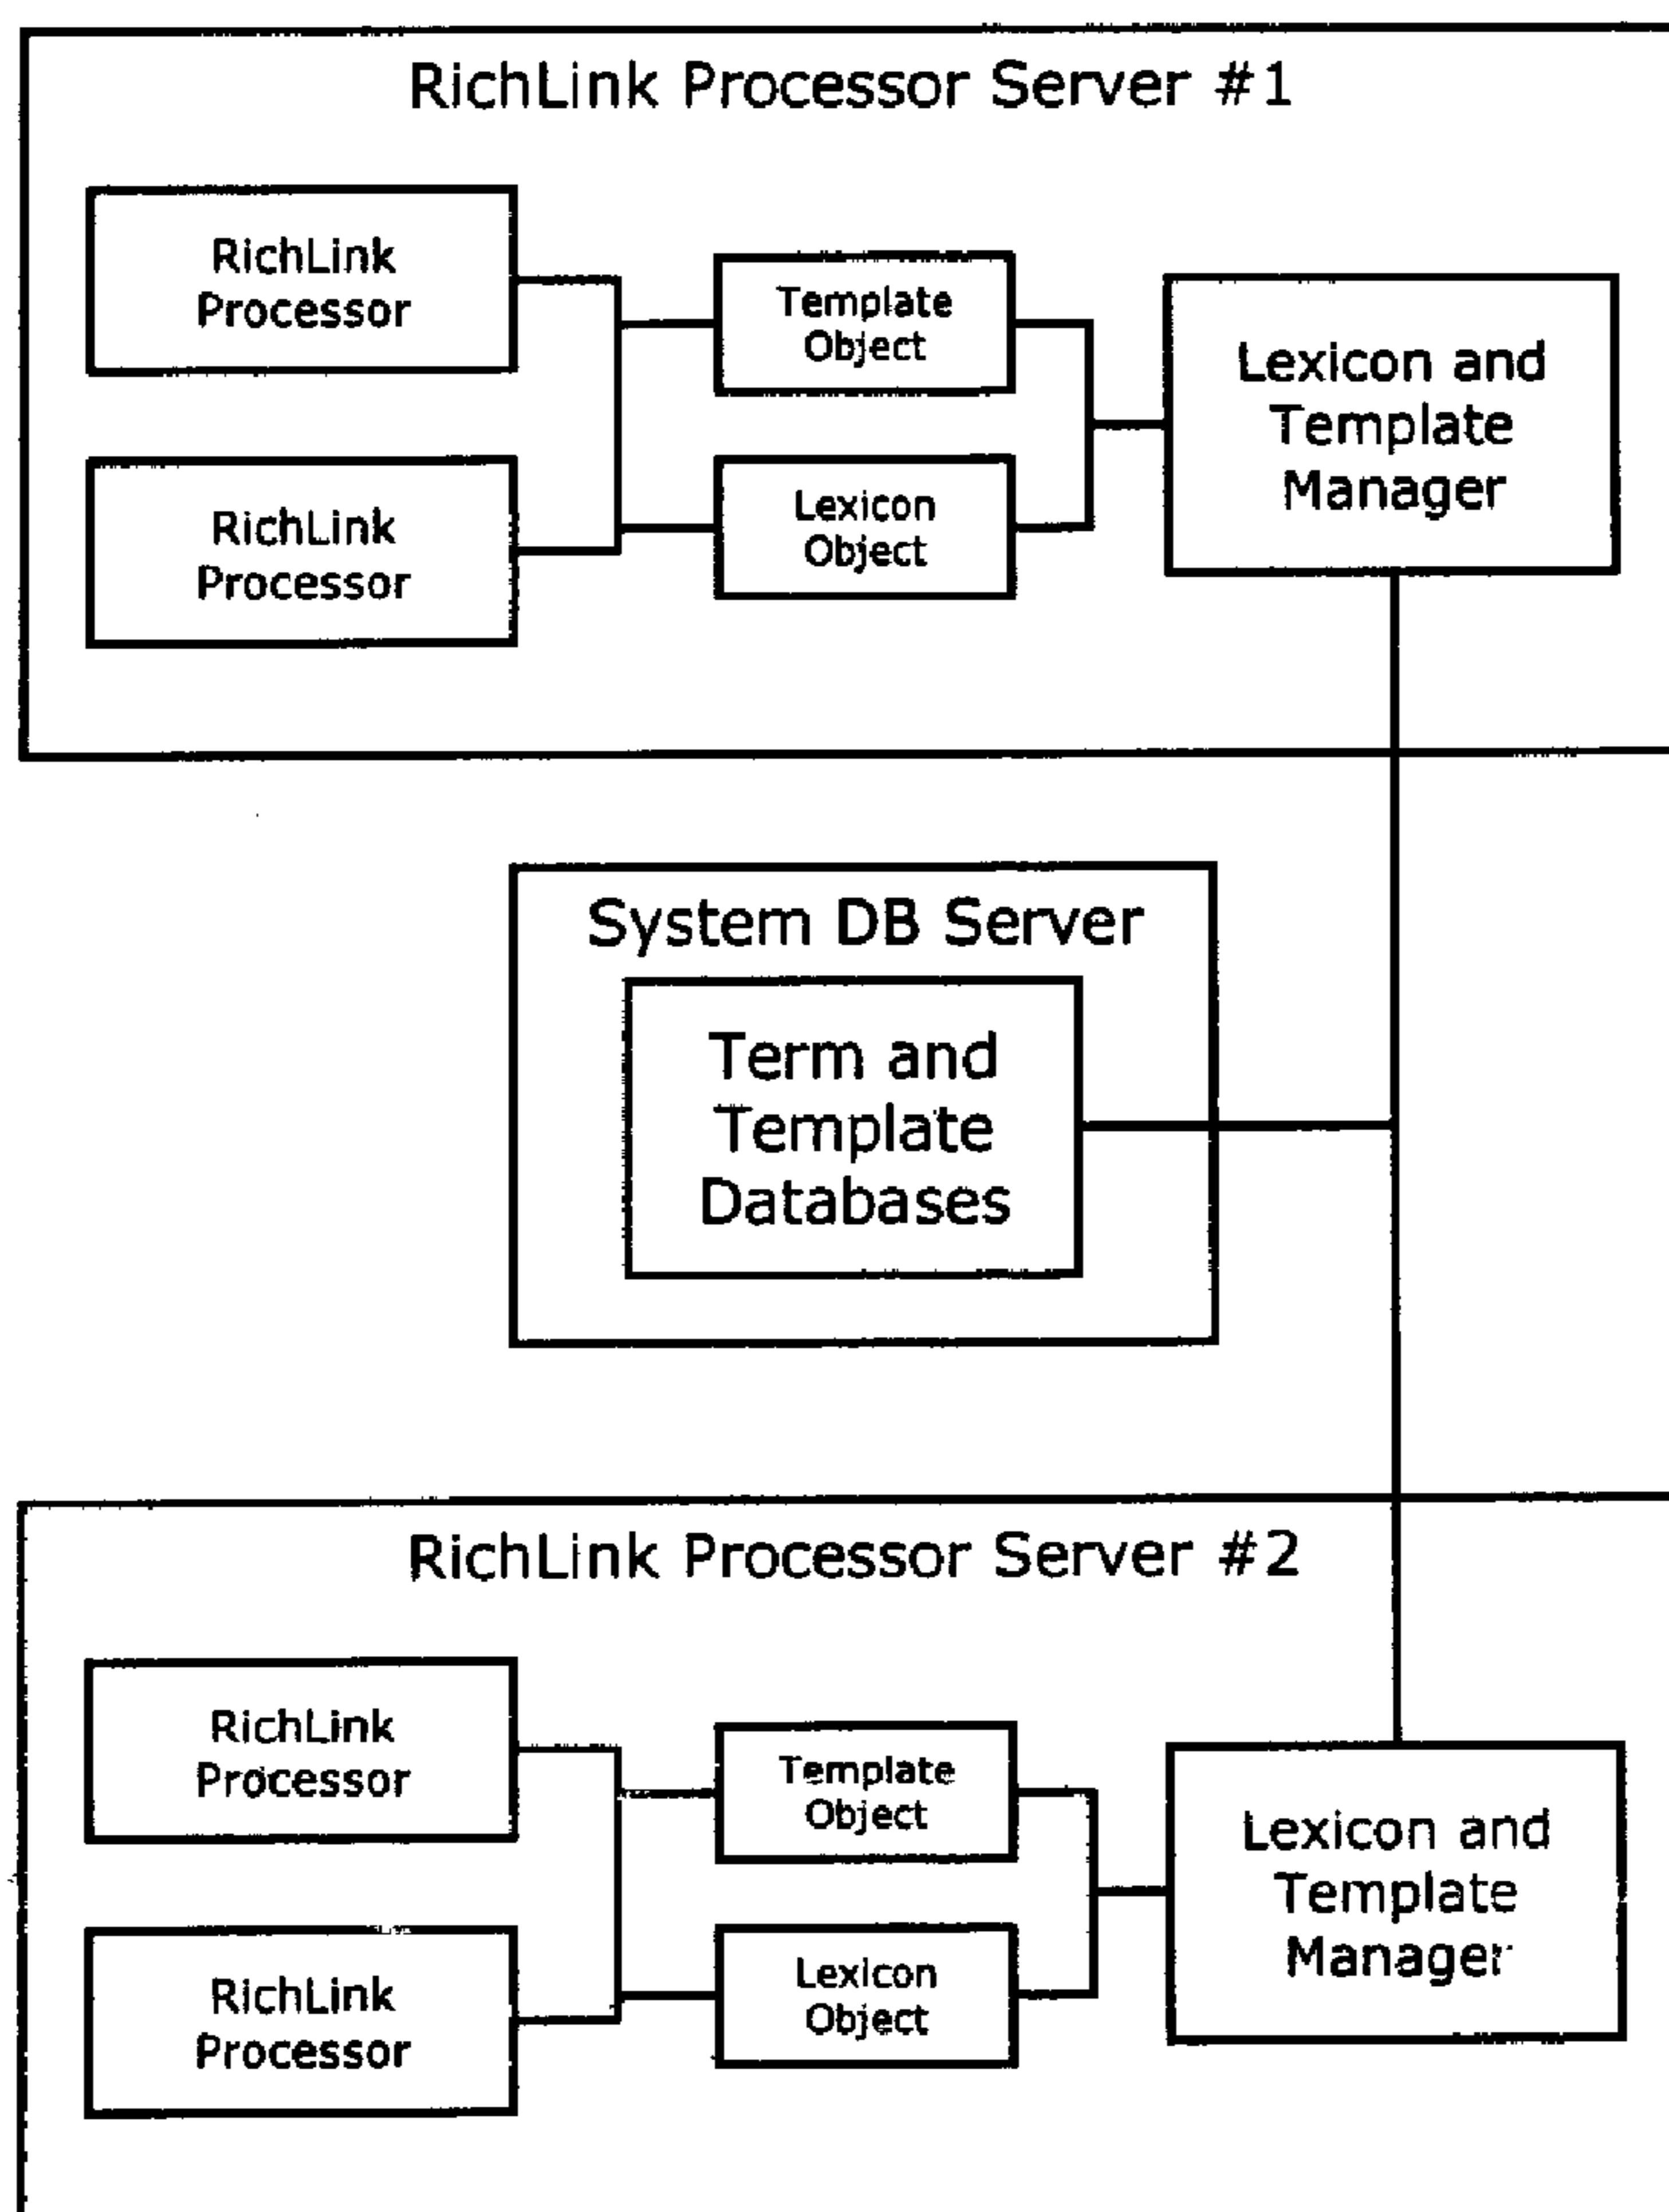 RichLink Processor Server #1
RichLink
Processor
Template
Object
Lexicon and
Template
Manager
RichLink
Processor
Lexicon
Object
System DB Server
Term and
Template
Databases
RichLink Processor Server #2
RichLink
Processor
Template
Object
Lexicon and
Template
Manager
RichLink
Processor
Lexicon
Object